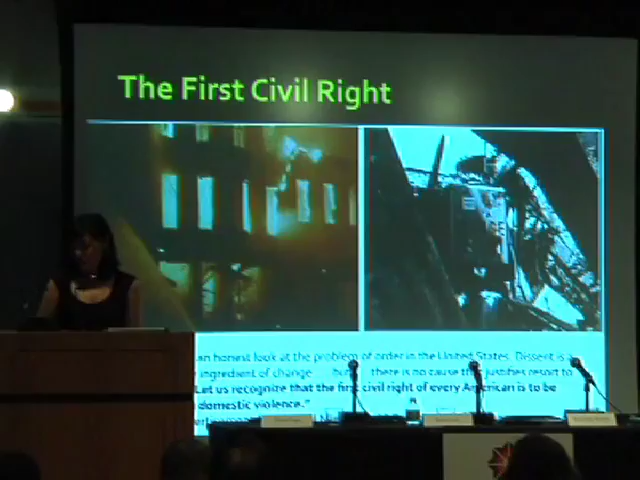 The First Civil Right
an honest look at the problem of order in the United States. Dissent is a
ingredient of change there is no cause that justifies resort to
Let us recognize that the first civil right of every American is to be
domestic violence."